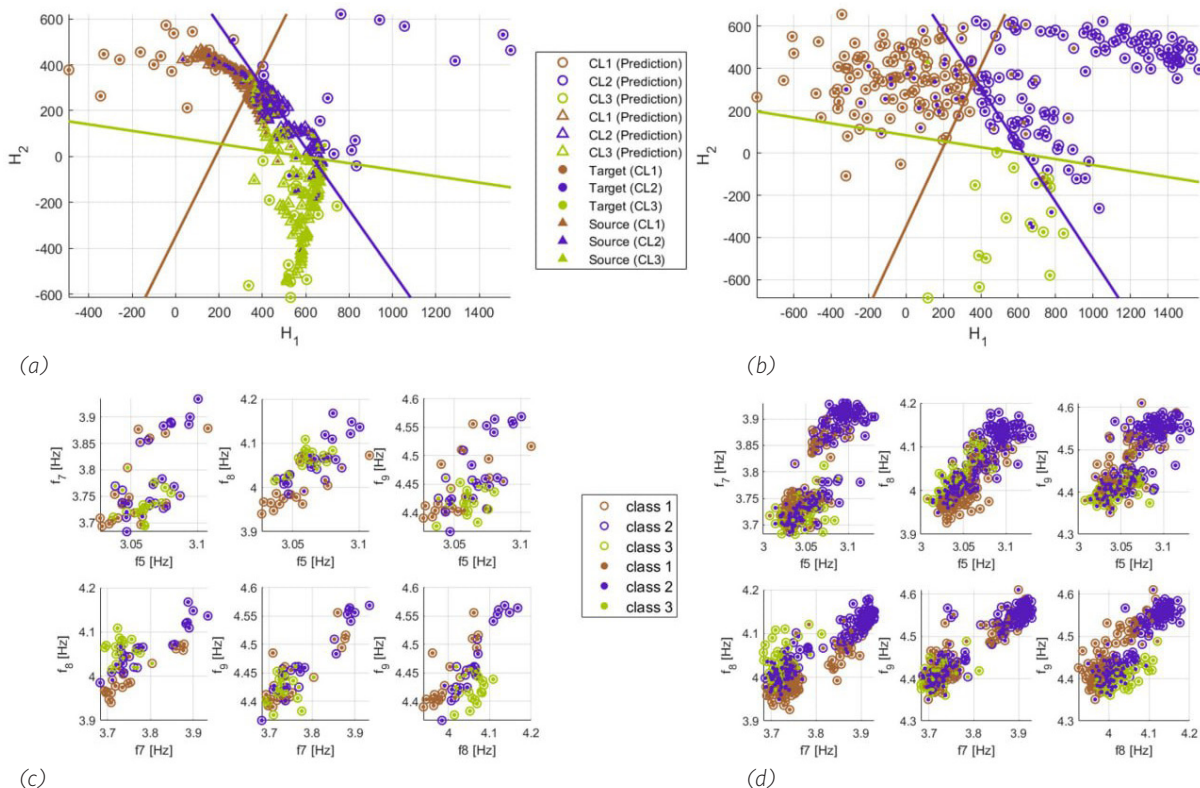 600
400
200
0
-200
-400
-600
H2
-400 -200 0 200 400 600 800 1000 1200 1400
H1
(a)
CL1 (Prediction)
CL2 (Prediction)
CL3 (Prediction)
CL1 (Prediction)
CL2 (Prediction)
CL3 (Prediction)
Target (CL1)
Target (CL2)
Target (CL3)
Source (CL1)
Source (CL2)
Source (CL3)
600
400
200
0
-200
-400
-600
H2
-600 -400 -200 0 200 400 600 800 1000 1200 1400
H1
(b)
3.9
3.85
3.8
3.75
3.7
f7 [Hz]
3.05 3.1
f5 [Hz]
4.2
4.1
4
3.9
f8 [Hz]
3.05 3.1
f5 [Hz]
4.6
4.55
4.5
4.45
4.4
f9 [Hz]
3.05 3.1
f5 [Hz]
4.2
4.1
4
3.9
f8 [Hz]
3.7 3.8 3.9
f7 [Hz]
4.6
4.55
4.5
4.45
4.4
f9 [Hz]
3.7 3.8 3.9
f7 [Hz]
4.6
4.55
4.5
4.45
4.4
f9 [Hz]
3.9 4 4.1 4.2
f8 [Hz]
(c)
class 1
class 2
class 3
class 1
class 2
class 3
3.9
3.85
3.8
3.75
3.7
f7 [Hz]
3 3.05 3.1
f5 [Hz]
4.2
4.1
4
3.9
f8 [Hz]
3 3.05 3.1
f5 [Hz]
4.6
4.5
4.4
4.3
f9 [Hz]
3 3.05 3.1
f5 [Hz]
4.2
4.1
4
3.9
f8 [Hz]
3.7 3.8 3.9
f7 [Hz]
4.6
4.5
4.4
4.3
f9 [Hz]
3.7 3.8 3.9
f7 [Hz]
4.6
4.5
4.4
4.3
f9 [Hz]
4 4.1 4.2
f8 [Hz]
(d)